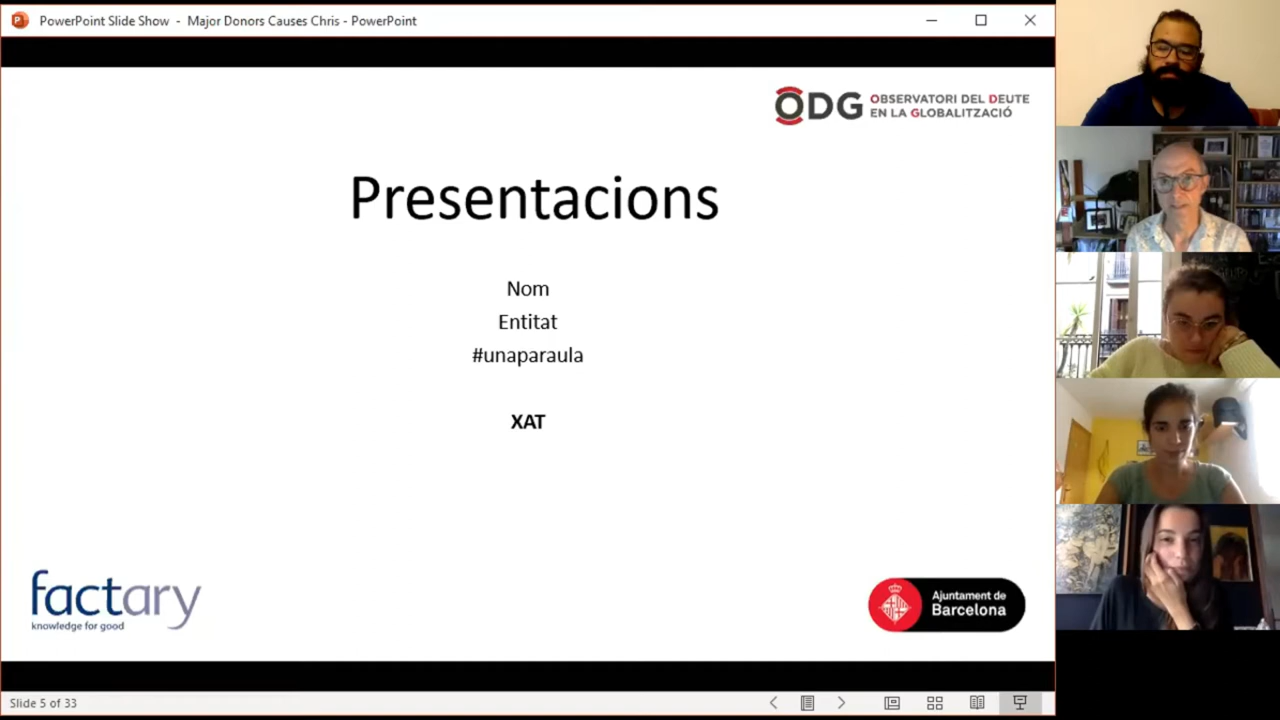 PowerPoint Slide Show - Major Donors Causes Chris - PowerPoint
ODG OBSERVATORI DEL DEUTE
EN LA GLOBALITZACIÓ
Presentacions
Nom
Entitat
#unaparaula
XAT
factary
knowledge for good
Ajuntament de
Barcelona
Slide 5 of 33